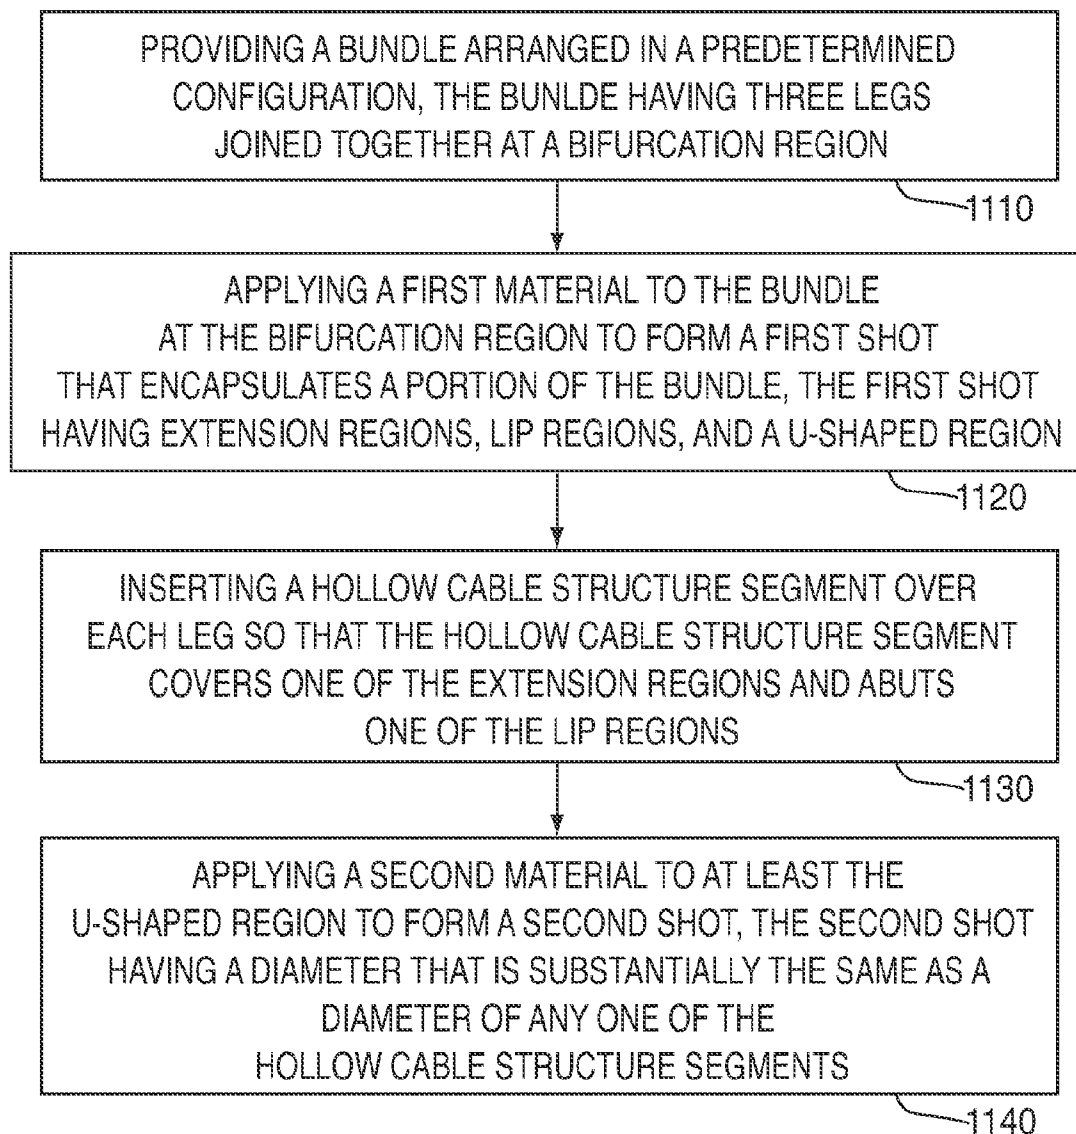 PROVIDING A BUNDLE ARRANGED IN A PREDETERMINED
CONFIGURATION, THE BUNLDE HAVING THREE LEGS
JOINED TOGETHER AT A BIFURCATION REGION
1110
APPLYING A FIRST MATERIAL TO THE BUNDLE
AT THE BIFURCATION REGION TO FORM A FIRST SHOT
THAT ENCAPSULATES A PORTION OF THE BUNDLE, THE FIRST SHOT
HAVING EXTENSION REGIONS, LIP REGIONS, AND A U-SHAPED REGION
1120
INSERTING A HOLLOW CABLE STRUCTURE SEGMENT OVER
EACH LEG SO THAT THE HOLLOW CABLE STRUCTURE SEGMENT
COVERS ONE OF THE EXTENSION REGIONS AND ABUTS
ONE OF THE LIP REGIONS
1130
APPLYING A SECOND MATERIAL TO AT LEAST THE
U-SHAPED REGION TO FORM A SECOND SHOT, THE SECOND SHOT
HAVING A DIAMETER THAT IS SUBSTANTIALLY THE SAME AS A
DIAMETER OF ANY ONE OF THE
HOLLOW CABLE STRUCTURE SEGMENTS
1140